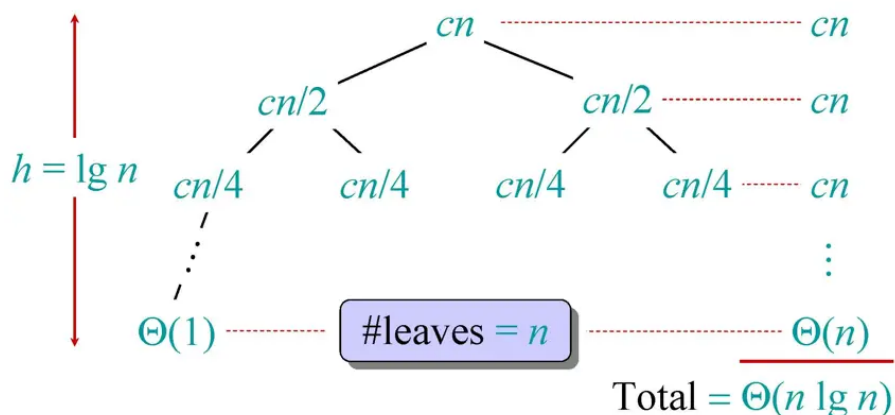 cn cn
cn/2 cn/2 cn
h = lg n cn/4 cn/4 cn/4 cn/4 cn
⋮ ⋮
Θ(1) #leaves = n Θ(n)
Total = Θ(n lg n)